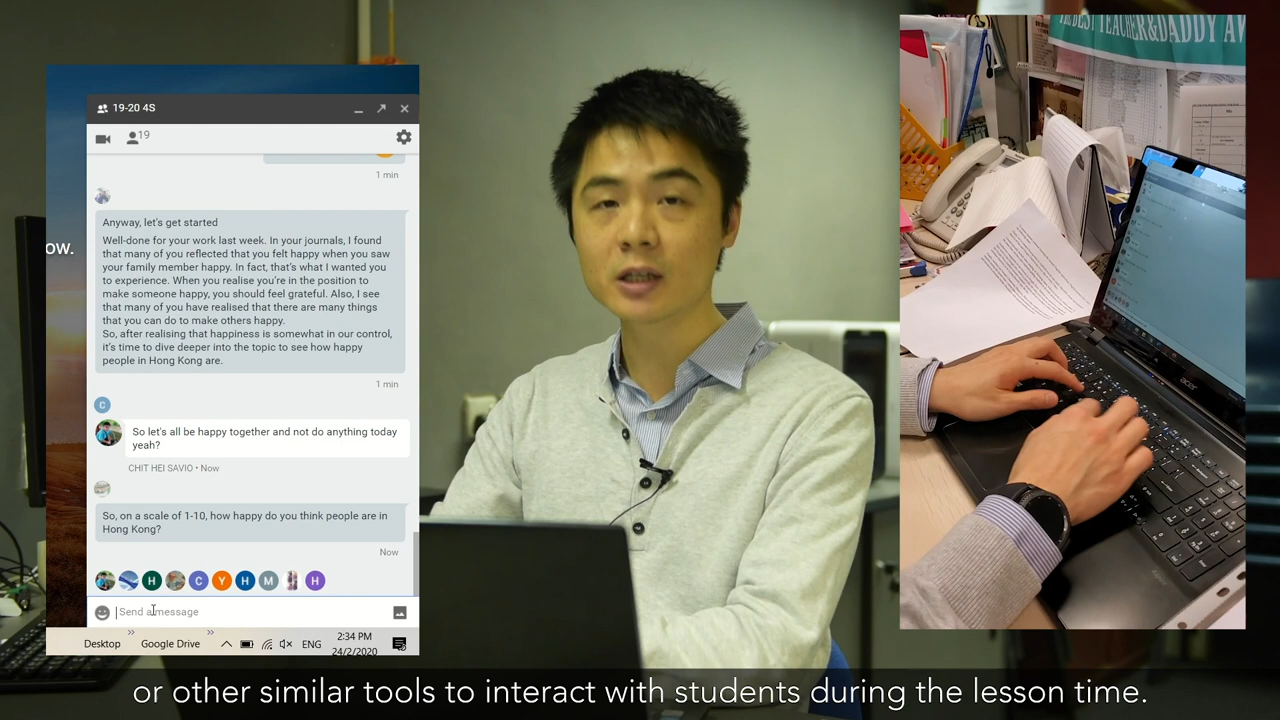 ow.
19-20 4S
19
1 min
Anyway, let's get started
Well-done for your work last week. In your journals, I found
that many of you reflected that you felt happy when you saw
your family member happy. In fact, that's what I wanted you
to experience. When you realise you're in the position to
make someone happy, you should feel grateful. Also, I see
that many of you have realised that there are many things
that you can do to make others happy.
So, after realising that happiness is somewhat in our control,
it's time to dive deeper into the topic to see how happy
people in Hong Kong are.
1 min
C
So let's all be happy together and not do anything today
yeah?
CHIT HEI SAVIO • Now
So, on a scale of 1-10, how happy do you think people are in
Hong Kong?
Now
H C Y H M H
Send a message
Desktop
Google Drive
ENG
2:34 PM
24/2/2020
BEST TEACHER&DADDY AW
acer
or other similar tools to interact with students during the lesson time.